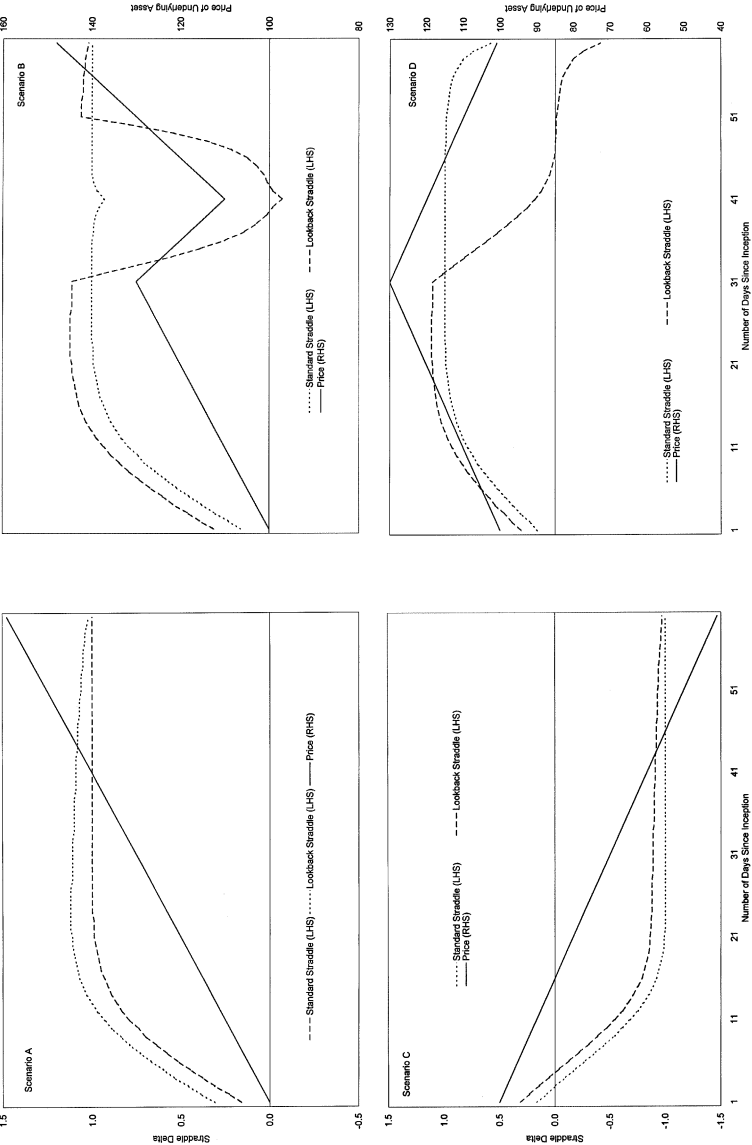 Scenario A
Straddle Delta
1.5
1.0
0.5
0.0
-0.5
Standard Straddle (LHS) Lookback Straddle (LHS) Price (RHS)
Scenario B
Price of Underlying Asset
160
140
120
100
80
Standard Straddle (LHS) Lookback Straddle (LHS)
Price (RHS)
Scenario C
Straddle Delta
1.5
1.0
0.5
0.0
-0.5
-1.0
-1.5
Standard Straddle (LHS) Lookback Straddle (LHS)
Price (RHS)
1 11 21 31 41 51
Number of Days Since Inception
Scenario D
Price of Underlying Asset
130
120
110
100
90
80
70
60
50
40
Standard Straddle (LHS) Lookback Straddle (LHS)
Price (RHS)
1 11 21 31 41 51
Number of Days Since Inception